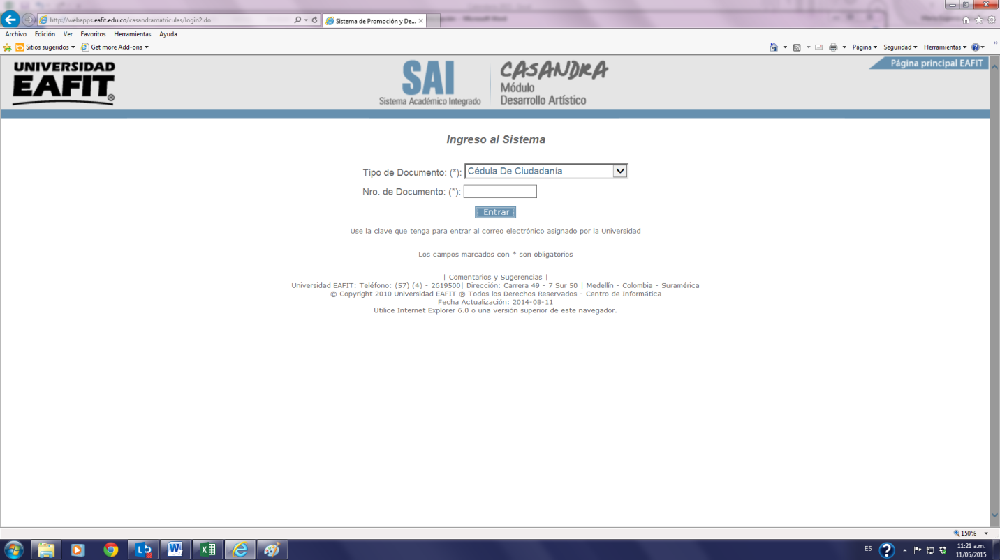 http://webapps.eafit.edu.co/casandramatriculas/login2.do
Sistema de Promoción y De...
Archivo Edición Ver Favoritos Herramientas Ayuda
Sitios sugeridos Get more Add-ons
Página Seguridad Herramientas
UNIVERSIDAD
EAFIT®
SAI
Sistema Académico Integrado
CASANDRA
Módulo
Desarrollo Artístico
Página principal EAFIT
Ingreso al Sistema
Tipo de Documento: (*): Cédula De Ciudadanía
Nro. de Documento: (*):
Entrar
Use la clave que tenga para entrar al correo electrónico asignado por la Universidad
Los campos marcados con * son obligatorios
| Comentarios y Sugerencias |
Universidad EAFIT: Teléfono: (57) (4) - 2619500| Dirección: Carrera 49 - 7 Sur 50 | Medellín - Colombia - Suramérica
© Copyright 2010 Universidad EAFIT ® Todos los Derechos Reservados - Centro de Informática
Fecha Actualización: 2014-08-11
Utilice Internet Explorer 6.0 o una versión superior de este navegador.
150%
ES
11:21 a.m.
11/05/2015